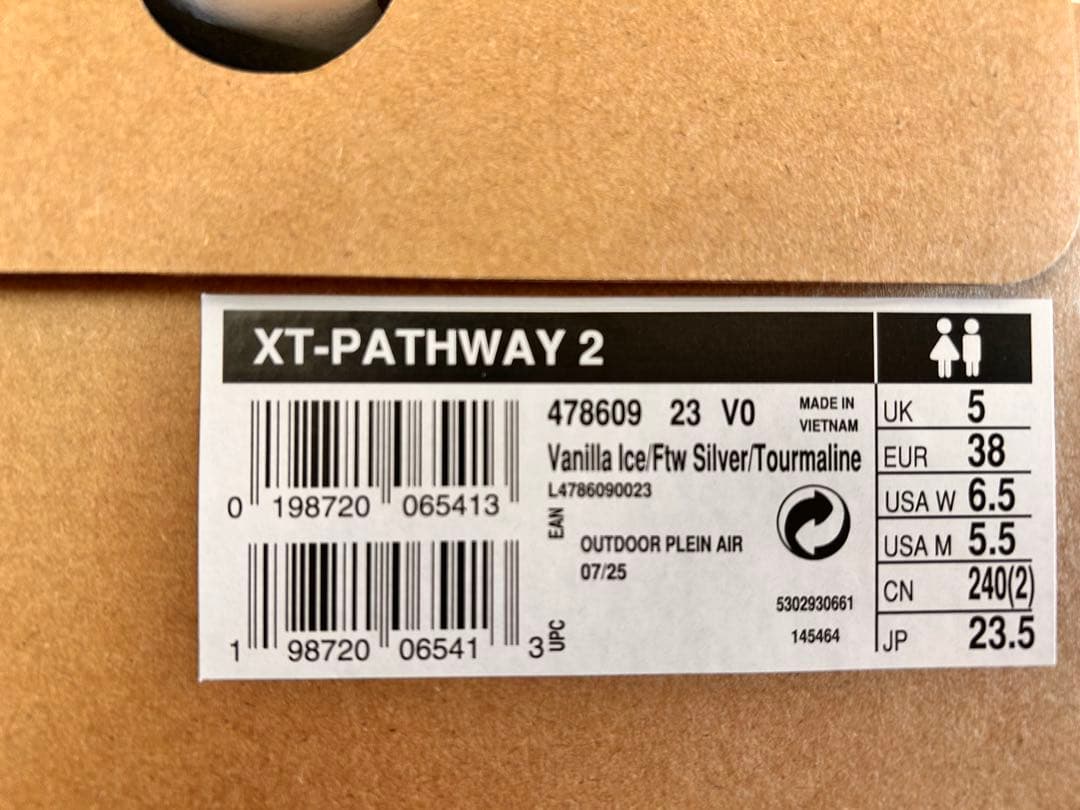 XT-PATHWAY 2
478609 23 V0
MADE IN
VIETNAM
Vanilla Ice/Ftw Silver/Tourmaline
L4786090023
0 198720 065413
EAN
OUTDOOR PLEIN AIR
07/25
5302930661
145464
1 98720 06541 3
UPC
UK 5
EUR 38
USA W 6.5
USA M 5.5
CN 240(2)
JP 23.5